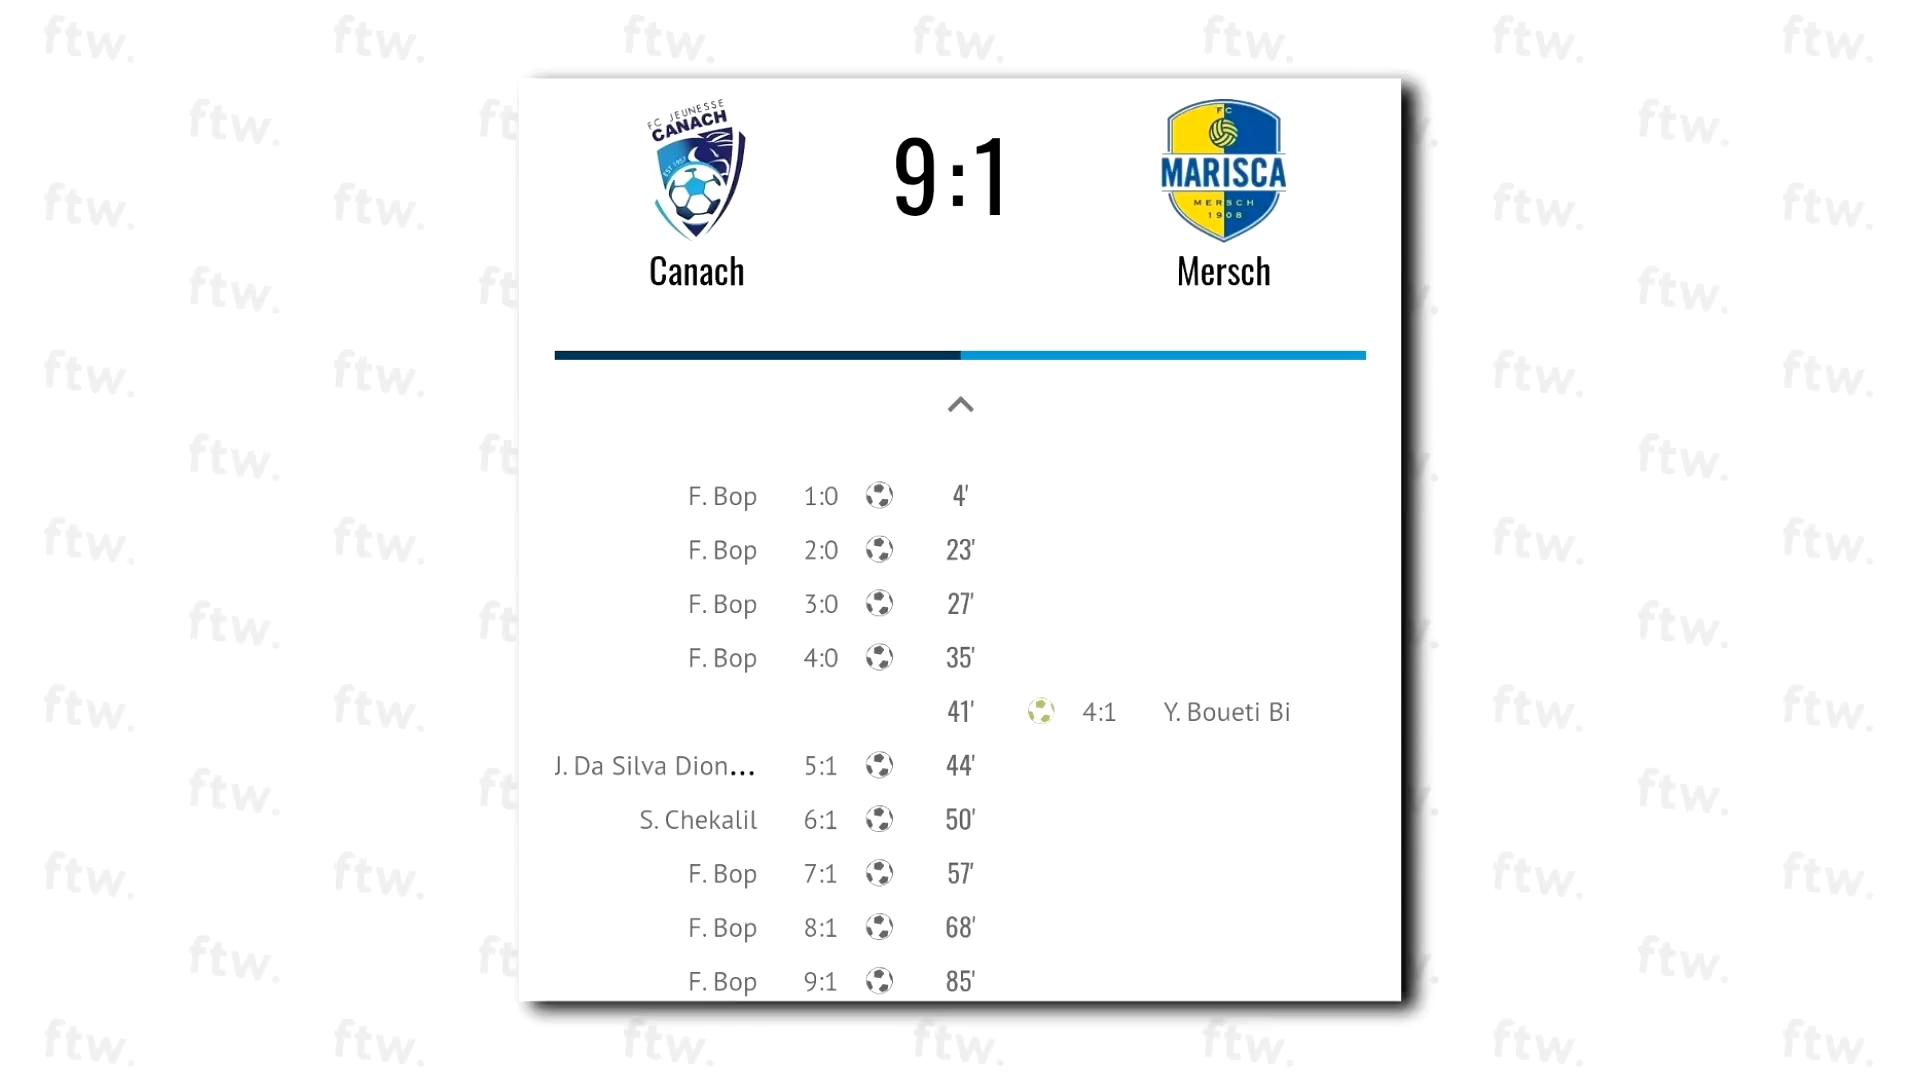 FC JEUNESSE
CANACH
EST 1957
9:1
FC
MARISCA
MERSCH
1908
Canach
Mersch
F. Bop 1:0 4'
F. Bop 2:0 23'
F. Bop 3:0 27'
F. Bop 4:0 35'
41' 4:1 Y. Boueti Bi
J. Da Silva Dion... 5:1 44'
S. Chekalil 6:1 50'
F. Bop 7:1 57'
F. Bop 8:1 68'
F. Bop 9:1 85'
ftw.